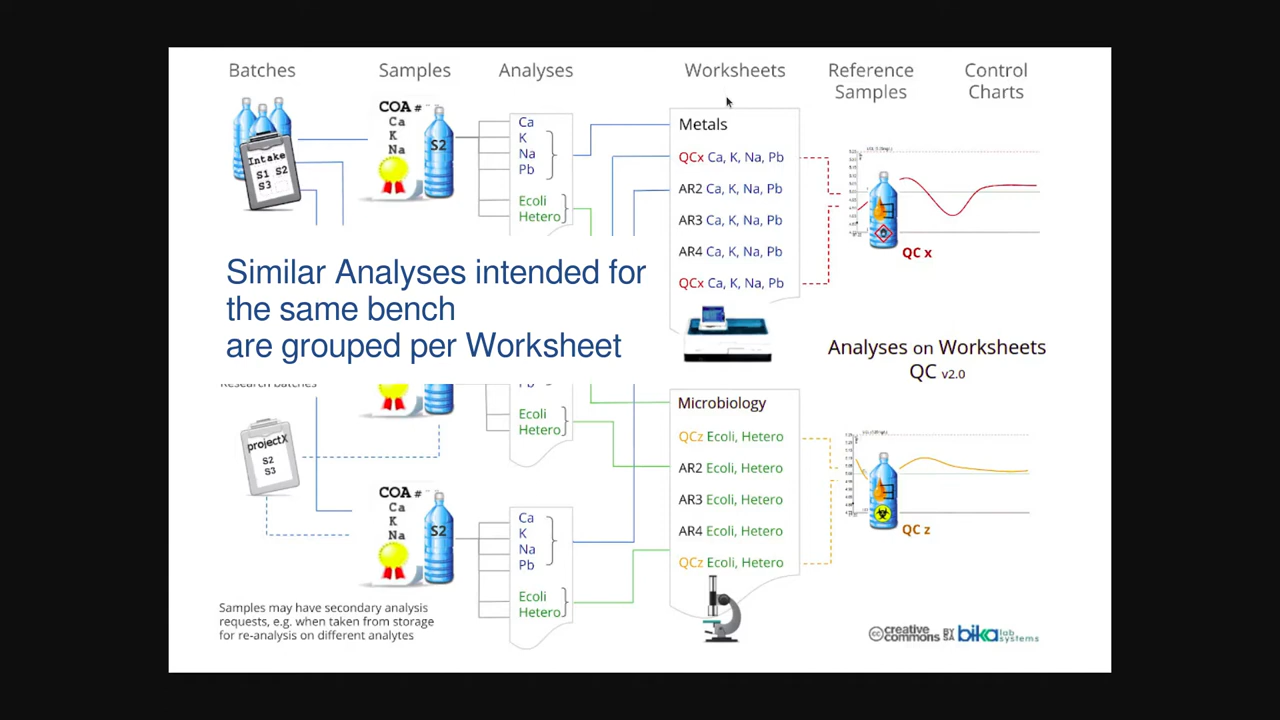 Batches
Samples
Analyses
Worksheets
Reference
Samples
Control
Charts
Intake
S1 S2
S3
COA #
Ca
K
Na
S2
Ca
K
Na
Pb
Ecoli
Hetero
Metals
QCx Ca, K, Na, Pb
AR2 Ca, K, Na, Pb
AR3 Ca, K, Na, Pb
AR4 Ca, K, Na, Pb
QCx Ca, K, Na, Pb
QC x
Similar Analyses intended for
the same bench
are grouped per Worksheet
Analyses on Worksheets
QC v2.0
Research batches
Pb
Ecoli
Hetero
projectX
S2
S3
Microbiology
QCz Ecoli, Hetero
AR2 Ecoli, Hetero
AR3 Ecoli, Hetero
AR4 Ecoli, Hetero
QCz Ecoli, Hetero
QC z
COA #
Ca
K
Na
S2
Ca
K
Na
Pb
Ecoli
Hetero
Samples may have secondary analysis
requests, e.g. when taken from storage
for re-analysis on different analytes
cc creative commons BY SA
bika lab systems